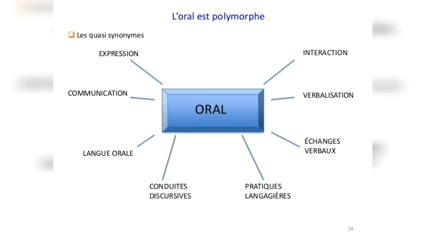 L'oral est polymorphe
Les quasi synonymes
EXPRESSION
INTERACTION
COMMUNICATION
VERBALISATION
ORAL
LANGUE ORALE
ÉCHANGES
VERBAUX
CONDUITES
DISCURSIVES
PRATIQUES
LANGAGIÈRES
24